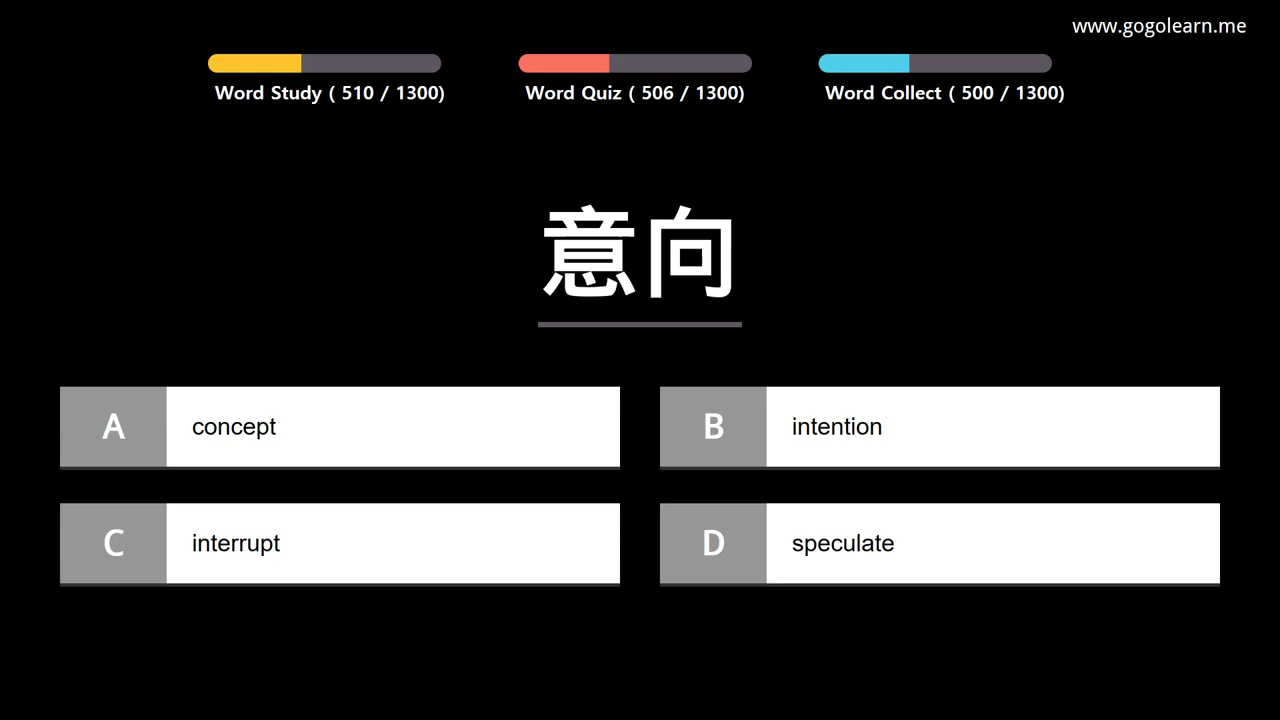 www.gogolearn.me
Word Study ( 510 / 1300)
Word Quiz ( 506 / 1300)
Word Collect ( 500 / 1300)
意向
A concept
B intention
C interrupt
D speculate